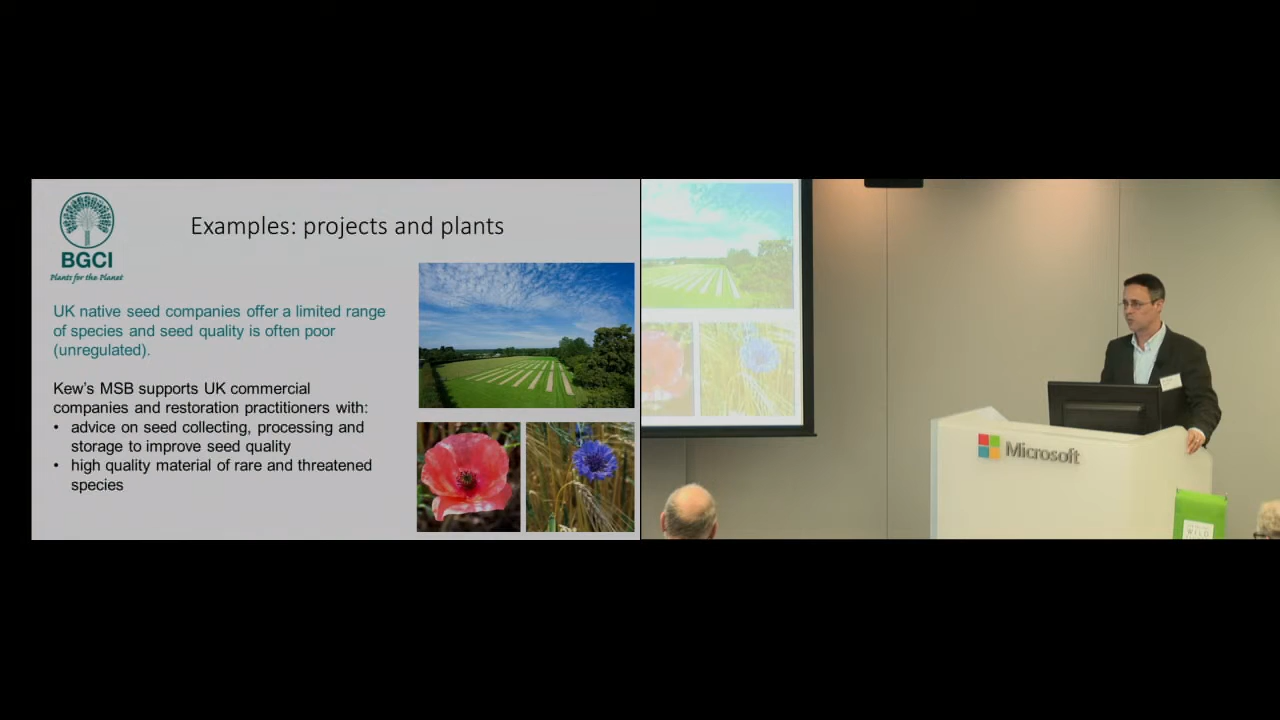 BGCI
Plants for the Planet
Examples: projects and plants
UK native seed companies offer a limited range
of species and seed quality is often poor
(unregulated).
Kew's MSB supports UK commercial
companies and restoration practitioners with:
• advice on seed collecting, processing and
storage to improve seed quality
• high quality material of rare and threatened
species
Microsoft
WILD